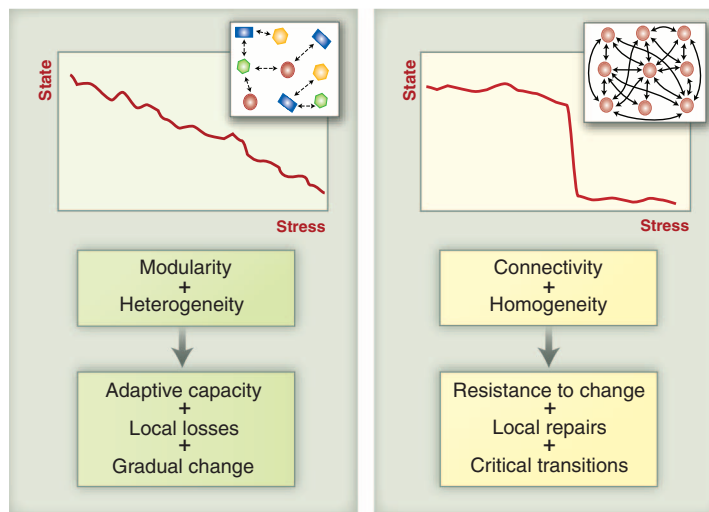 State
Stress
Modularity
+
Heterogeneity
Adaptive capacity
+
Local losses
+
Gradual change
State
Stress
Connectivity
+
Homogeneity
Resistance to change
+
Local repairs
+
Critical transitions